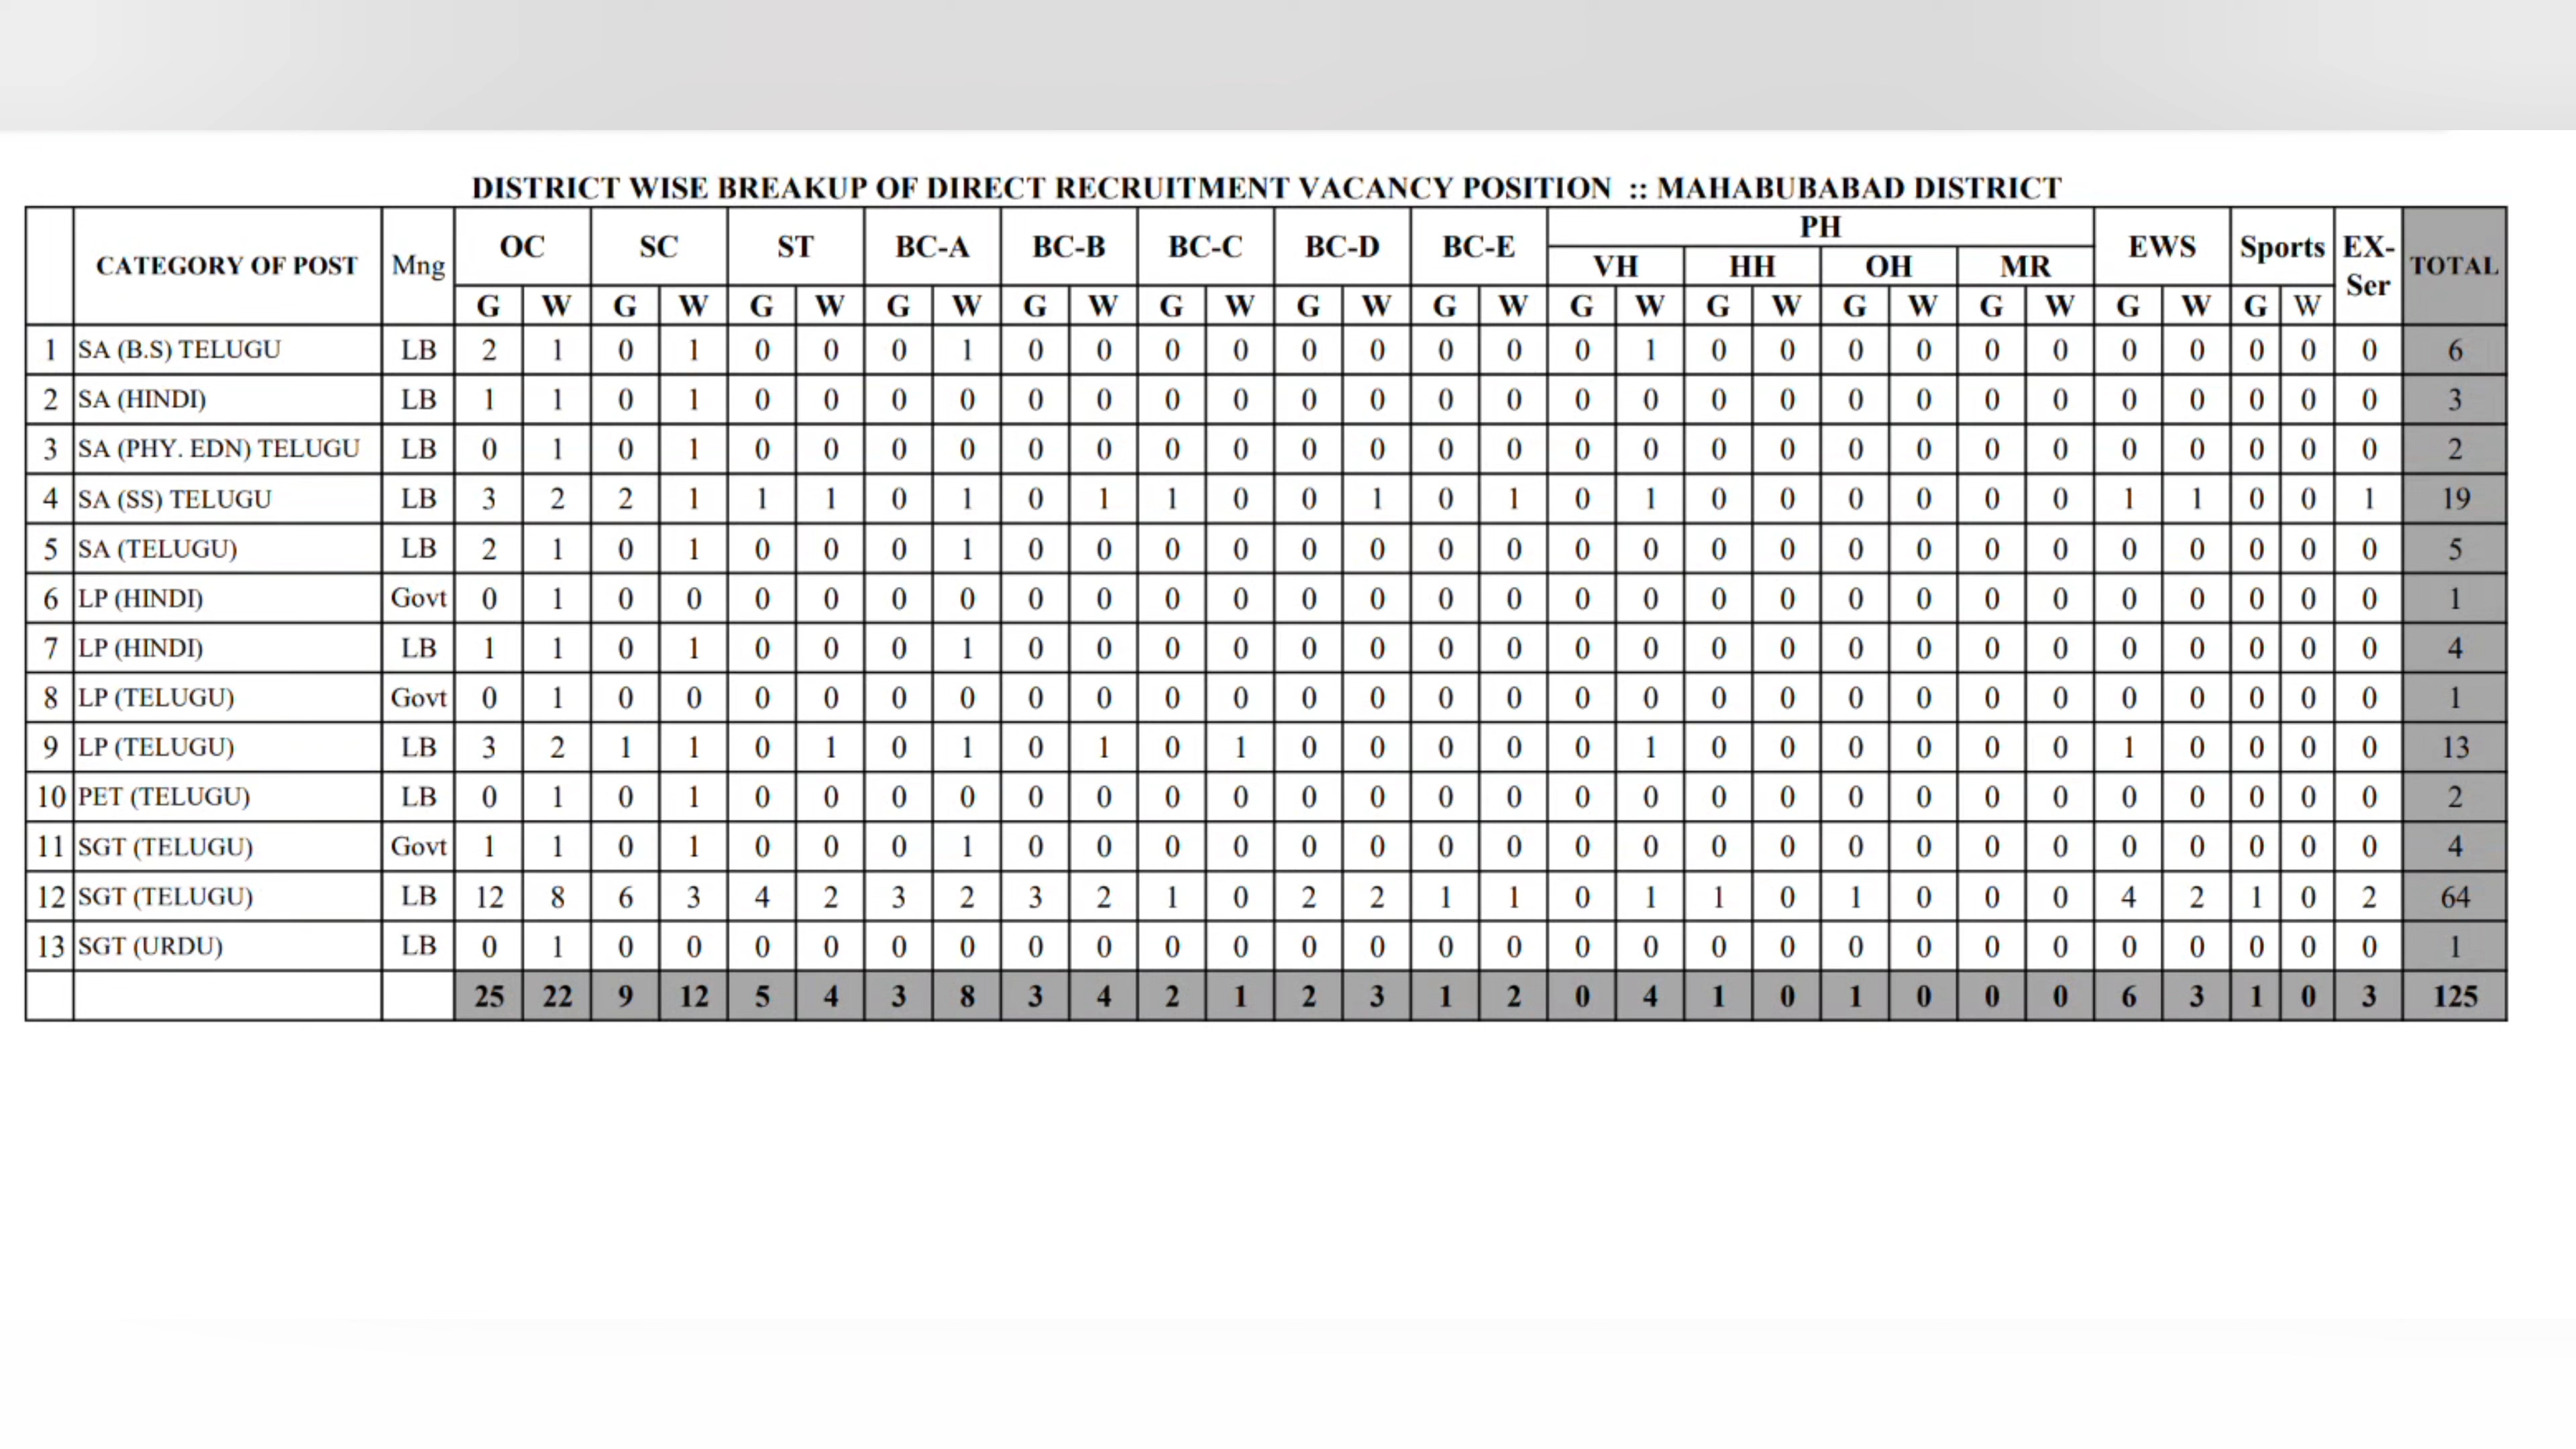 DISTRICT WISE BREAKUP OF DIRECT RECRUITMENT VACANCY POSITION :: MAHABUBABAD DISTRICT
CATEGORY OF POST Mng OC SC ST BC-A BC-B BC-C BC-D BC-E PH EWS Sports EX-Ser TOTAL
VH HH OH MR
G W G W G W G W G W G W G W G W G W G W G W G W G W G W
1 SA (B.S) TELUGU LB 2 1 0 1 0 0 0 1 0 0 0 0 0 0 0 0 0 1 0 0 0 0 0 0 0 0 0 0 0 6
2 SA (HINDI) LB 1 1 0 1 0 0 0 0 0 0 0 0 0 0 0 0 0 0 0 0 0 0 0 0 0 0 0 0 0 3
3 SA (PHY. EDN) TELUGU LB 0 1 0 1 0 0 0 0 0 0 0 0 0 0 0 0 0 0 0 0 0 0 0 0 0 0 0 0 0 2
4 SA (SS) TELUGU LB 3 2 2 1 1 1 0 1 0 1 1 0 0 1 0 1 0 1 0 0 0 0 0 0 1 1 0 0 1 19
5 SA (TELUGU) LB 2 1 0 1 0 0 0 1 0 0 0 0 0 0 0 0 0 0 0 0 0 0 0 0 0 0 0 0 0 5
6 LP (HINDI) Govt 0 1 0 0 0 0 0 0 0 0 0 0 0 0 0 0 0 0 0 0 0 0 0 0 0 0 0 0 0 1
7 LP (HINDI) LB 1 1 0 1 0 0 0 1 0 0 0 0 0 0 0 0 0 0 0 0 0 0 0 0 0 0 0 0 0 4
8 LP (TELUGU) Govt 0 1 0 0 0 0 0 0 0 0 0 0 0 0 0 0 0 0 0 0 0 0 0 0 0 0 0 0 0 1
9 LP (TELUGU) LB 3 2 1 1 0 1 0 1 0 1 0 1 0 0 0 0 0 1 0 0 0 0 0 0 1 0 0 0 0 13
10 PET (TELUGU) LB 0 1 0 1 0 0 0 0 0 0 0 0 0 0 0 0 0 0 0 0 0 0 0 0 0 0 0 0 0 2
11 SGT (TELUGU) Govt 1 1 0 1 0 0 0 1 0 0 0 0 0 0 0 0 0 0 0 0 0 0 0 0 0 0 0 0 0 4
12 SGT (TELUGU) LB 12 8 6 3 4 2 3 2 3 2 1 0 2 2 1 1 0 1 1 0 1 0 0 0 4 2 1 0 2 64
13 SGT (URDU) LB 0 1 0 0 0 0 0 0 0 0 0 0 0 0 0 0 0 0 0 0 0 0 0 0 0 0 0 0 0 1
25 22 9 12 5 4 3 8 3 4 2 1 2 3 1 2 0 4 1 0 1 0 0 0 6 3 1 0 3 125